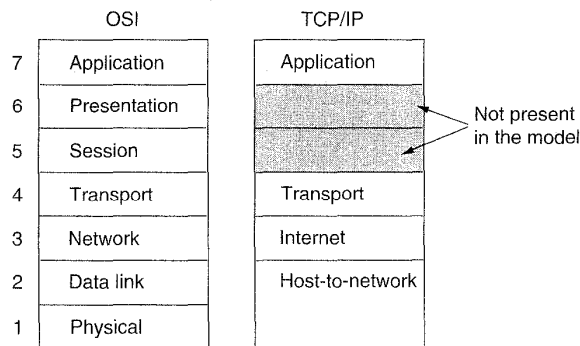 OSI TCP/IP
7 Application Application
6 Presentation
5 Session
Not present
in the model
4 Transport Transport
3 Network Internet
2 Data link Host-to-network
1 Physical